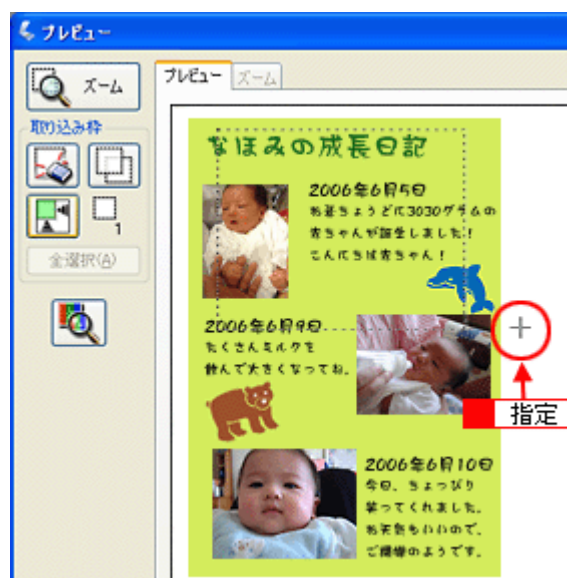 プレビュー
ズーム
プレビュー ズーム
取り込み枠
1
全選択(A)
なほみの成長日記
2006年6月5日
お昼ちょうどに3030グラムの
赤ちゃんが誕生しました!
こんにちは赤ちゃん!
2006年6月9日
たくさんミルクを
飲んで大きくなってね。
指定
2006年6月10日
今日、ちょっぴり
笑ってくれました。
お天気もいいので、
ご機嫌のようです。